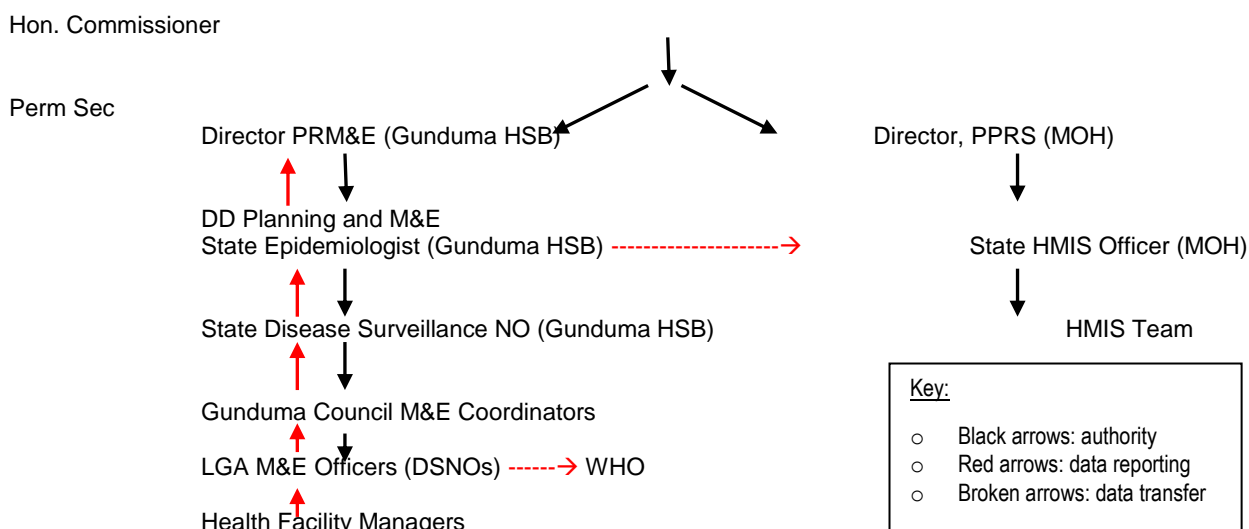 Hon. Commissioner
Perm Sec
Director PRM&E (Gunduma HSB)
Director, PPRS (MOH)
DD Planning and M&E
State Epidemiologist (Gunduma HSB)
State HMIS Officer (MOH)
State Disease Surveillance NO (Gunduma HSB)
HMIS Team
Gunduma Council M&E Coordinators
LGA M&E Officers (DSNOs) WHO
Health Facility Managers
Key:
Black arrows: authority
Red arrows: data reporting
Broken arrows: data transfer